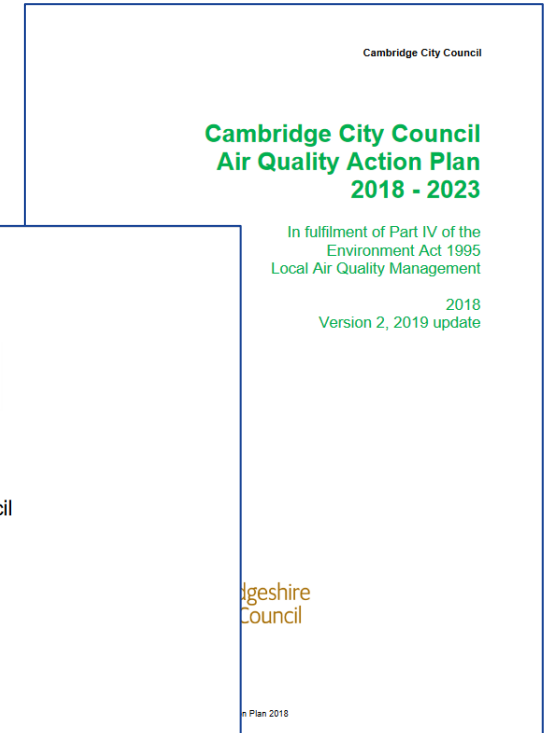 Cambridge City Council
Cambridge City Council
Air Quality Action Plan
2018 - 2023
In fulfilment of Part IV of the
Environment Act 1995
Local Air Quality Management
2018
Version 2, 2019 update
cil
dgeshire
Council
n Plan 2018